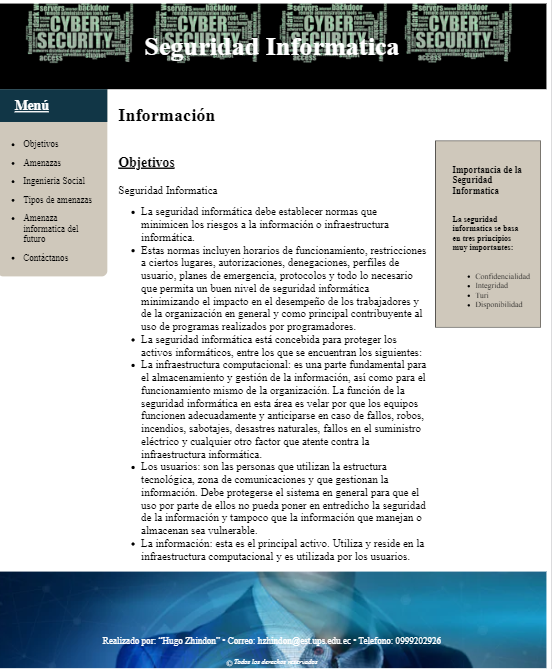 Seguridad Informatica
Menú
Objetivos
Amenazas
Ingenieria Social
Tipos de amenazas
Amenaza
informatica del
futuro
Contáctanos
Información
Objetivos
Seguridad Informatica
La seguridad informática debe establecer normas que
minimicen los riesgos a la información o infraestructura
informática.
Estas normas incluyen horarios de funcionamiento, restricciones
a ciertos lugares, autorizaciones, denegaciones, perfiles de
usuario, planes de emergencia, protocolos y todo lo necesario
que permita un buen nivel de seguridad informática
minimizando el impacto en el desempeño de los trabajadores y
de la organización en general y como principal contribuyente al
uso de programas realizados por programadores.
La seguridad informática está concebida para proteger los
activos informáticos, entre los que se encuentran los siguientes:
La infraestructura computacional: es una parte fundamental para
el almacenamiento y gestión de la información, así como para el
funcionamiento mismo de la organización. La función de la
seguridad informática en esta área es velar por que los equipos
funcionen adecuadamente y anticiparse en caso de fallos, robos,
incendios, sabotajes, desastres naturales, fallos en el suministro
eléctrico y cualquier otro factor que atente contra la
infraestructura informática.
Los usuarios: son las personas que utilizan la estructura
tecnológica, zona de comunicaciones y que gestionan la
información. Debe protegerse el sistema en general para que el
uso por parte de ellos no pueda poner en entredicho la seguridad
de la información y tampoco que la información que manejan o
almacenan sea vulnerable.
La información: esta es el principal activo. Utiliza y reside en la
infraestructura computacional y es utilizada por los usuarios.
Importancia de la
Seguridad
Informatica
La seguridad
informatica se basa
en tres principios
muy importantes:
Confidencialidad
Integridad
Turi
Disponibilidad
Realizado por: "Hugo Zhindon" • Correo: hzhindon@est.ups.edu.ec • Telefono: 0999202926
© Todos los derechos reservados
CYBER
SECURITY
CYBER
SECURITY
CYBER
SECURITY
CYBER
SECURITY